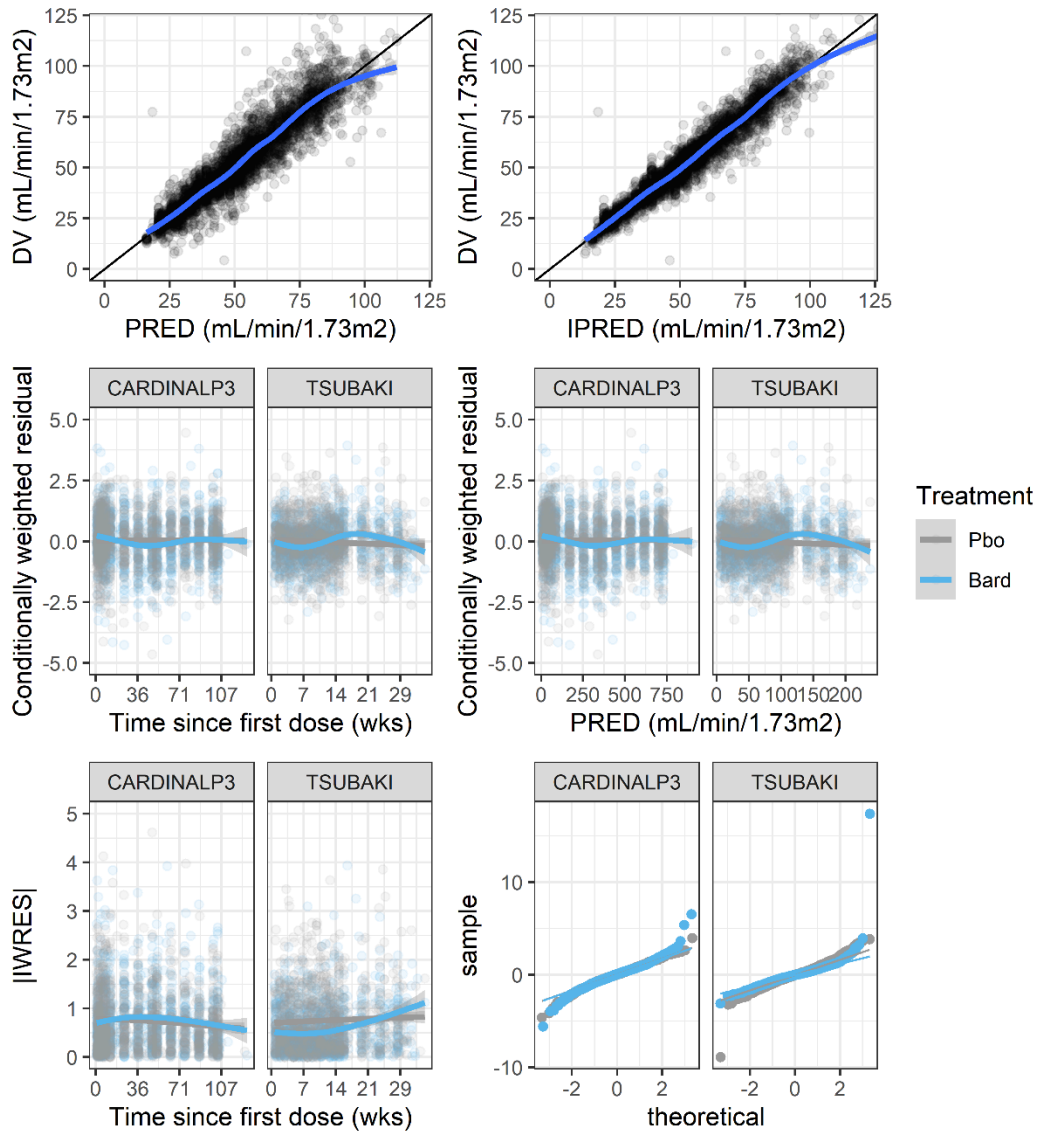 DV (mL/min/1.73m2)
125
100
75
50
25
0
0 25 50 75 100 125
PRED (mL/min/1.73m2)
DV (mL/min/1.73m2)
125
100
75
50
25
0
0 25 50 75 100 125
IPRED (mL/min/1.73m2)
CARDINALP3 TSUBAKI
Conditionally weighted residual
5.0
2.5
0.0
-2.5
-5.0
0 36 71 107 0 7 14 21 29
Time since first dose (wks)
CARDINALP3 TSUBAKI
Conditionally weighted residual
5.0
2.5
0.0
-2.5
-5.0
0 250 500 750 0 50 100 150 200
PRED (mL/min/1.73m2)
Treatment
Pbo
Bard
CARDINALP3 TSUBAKI
|IWRES|
5
4
3
2
1
0
0 36 71 107 0 7 14 21 29
Time since first dose (wks)
CARDINALP3 TSUBAKI
sample
10
0
-10
-2 0 2 -2 0 2
theoretical